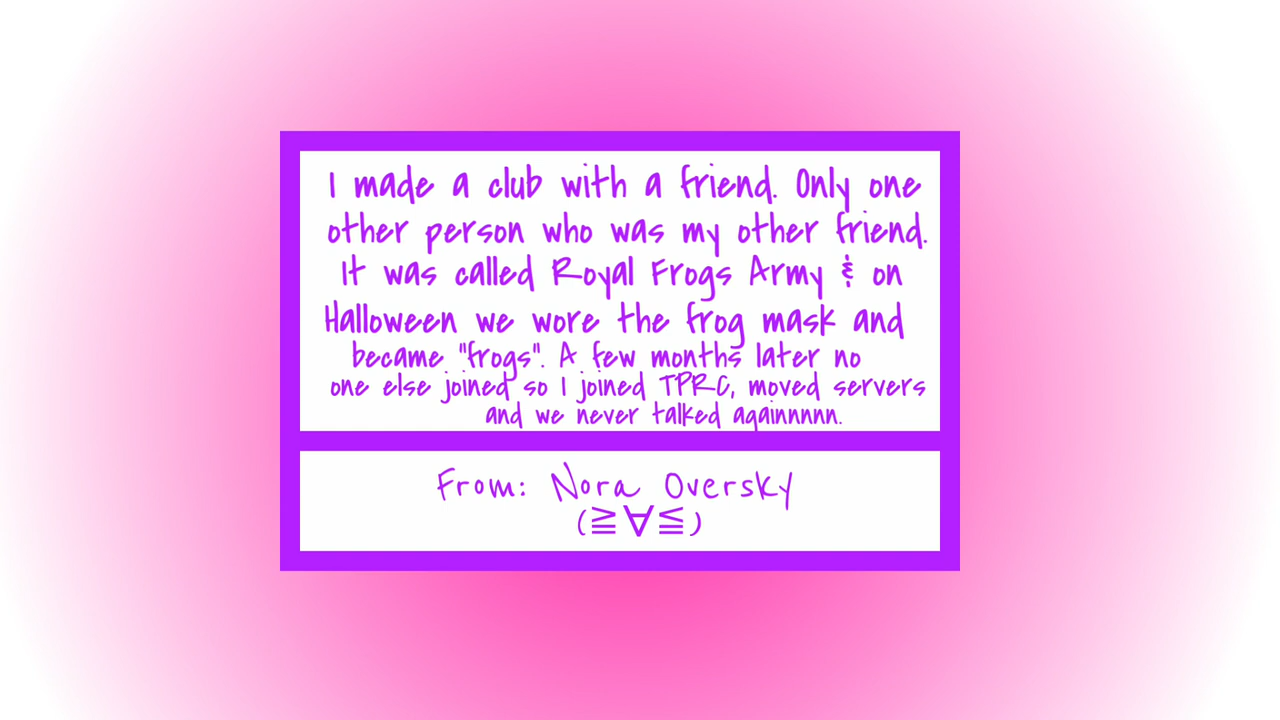 I made a club with a friend. Only one
other person who was my other friend.
It was called Royal Frogs Army & on
Halloween we wore the frog mask and
became "frogs". A few months later no
one else joined so I joined TPRC, moved servers
and we never talked againnnnn.
From: Nora Oversky
(≧∀≦)